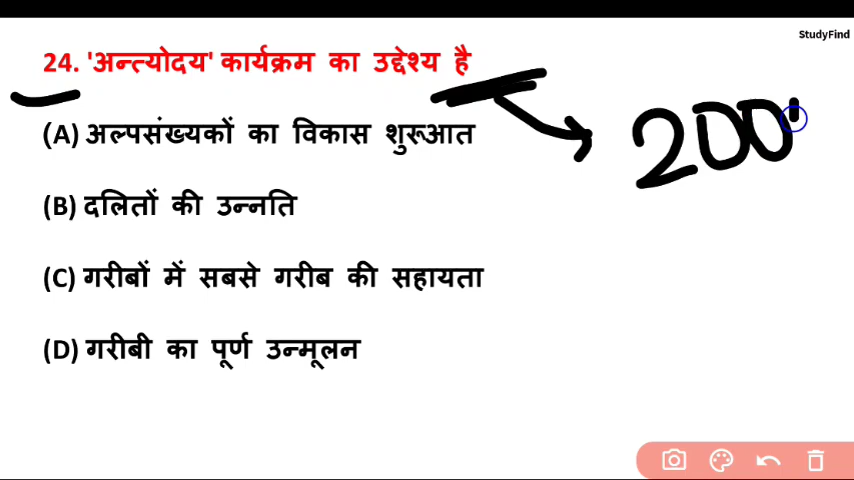 StudyFind
24. 'अन्त्योदय' कार्यक्रम का उद्देश्य है
(A) अल्पसंख्यकों का विकास शुरूआत
200
(B) दलितों की उन्नति
(C) गरीबों में सबसे गरीब की सहायता
(D) गरीबी का पूर्ण उन्मूलन